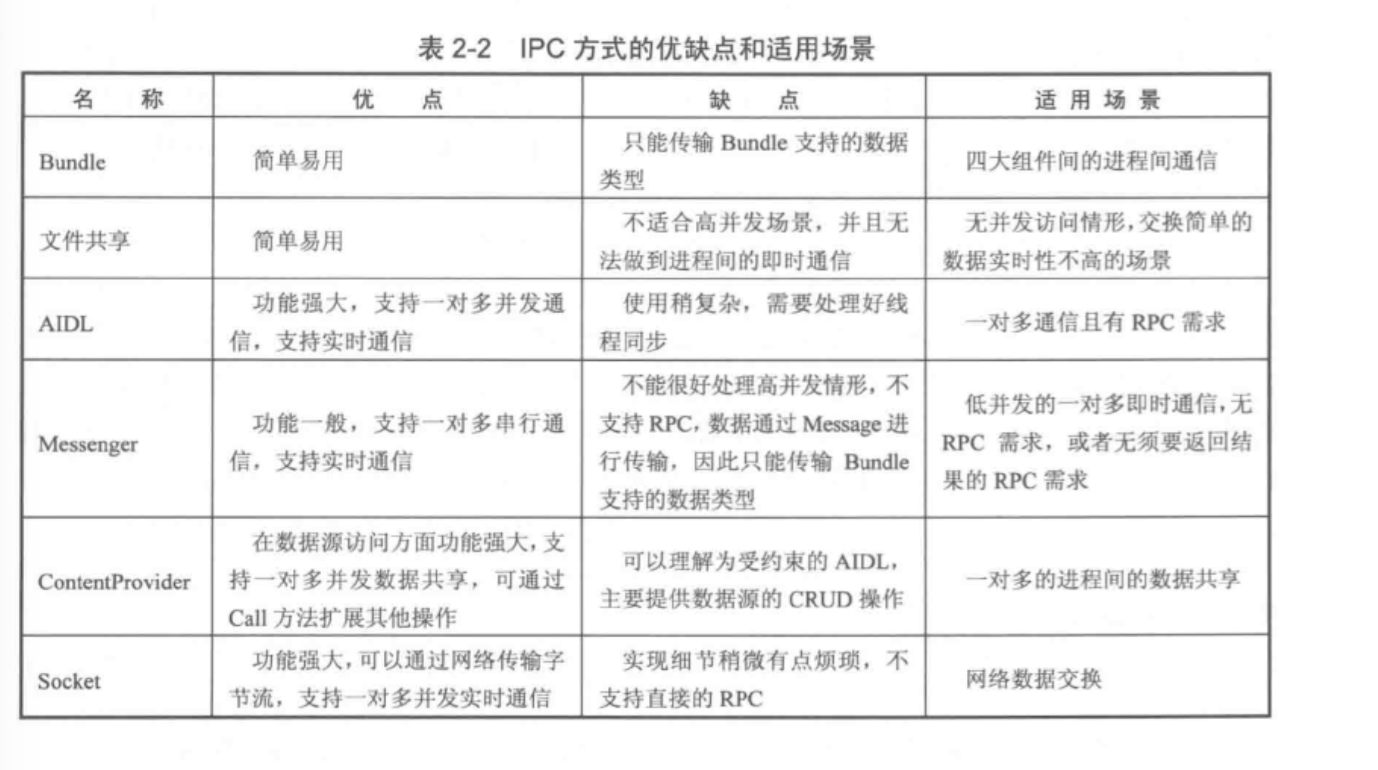 表 2-2 IPC 方式的优缺点和适用场景
名 称 优 点 缺 点 适 用 场 景
Bundle
简单易用
只能传输 Bundle 支持的数据
类型
四大组件间的进程间通信
文件共享
简单易用
不适合高并发场景，并且无
法做到进程间的即时通信
无并发访问情形，交换简单的
数据实时性不高的场景
AIDL
功能强大，支持一对多并发通
信，支持实时通信
使用稍复杂，需要处理好线
程同步
一对多通信且有 RPC 需求
Messenger
功能一般，支持一对多串行通
信，支持实时通信
不能很好处理高并发情形，不
支持 RPC，数据通过 Message 进
行传输，因此只能传输 Bundle
支持的数据类型
低并发的一对多即时通信，无
RPC 需求，或者无须要返回结
果的 RPC 需求
ContentProvider
在数据源访问方面功能强大，支
持一对多并发数据共享，可通过
Call 方法扩展其他操作
可以理解为受约束的 AIDL，
主要提供数据源的 CRUD 操作
一对多的进程间的数据共享
Socket
功能强大，可以通过网络传输字
节流，支持一对多并发实时通信
实现细节稍微有点烦琐，不
支持直接的 RPC
网络数据交换